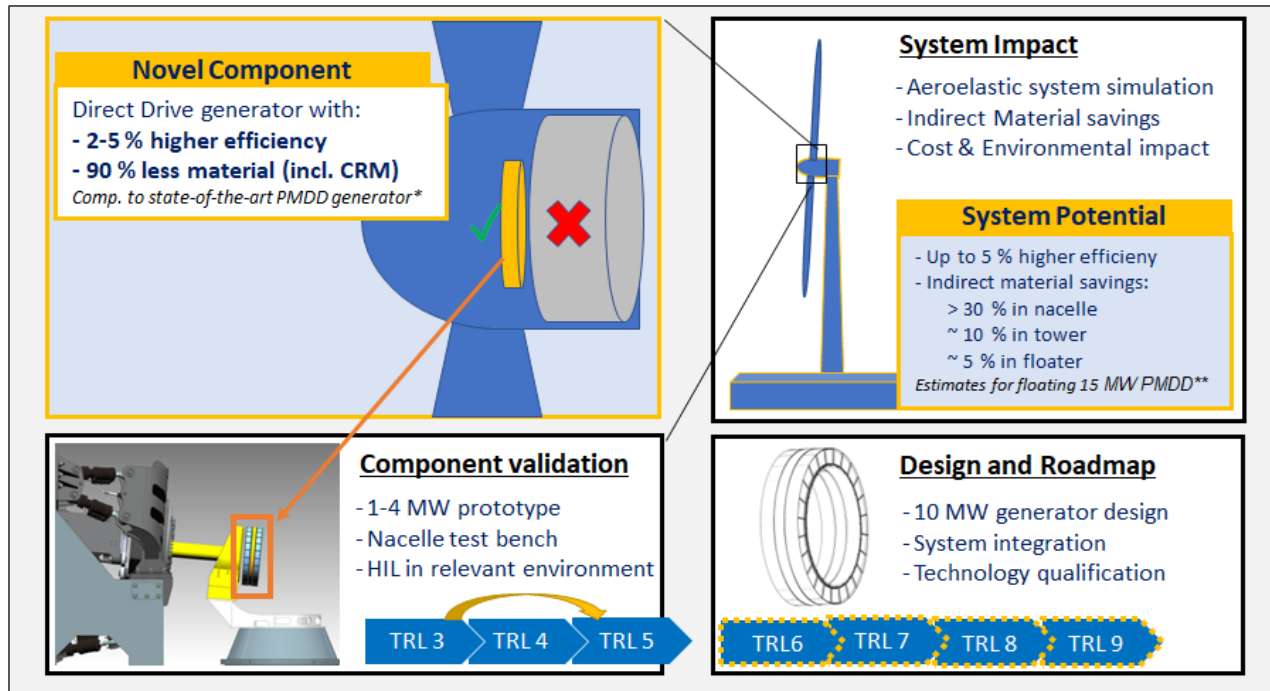 Novel Component
Direct Drive generator with:
- 2-5 % higher efficiency
- 90 % less material (incl. CRM)
Comp. to state-of-the-art PMDD generator*
System Impact
- Aeroelastic system simulation
- Indirect Material savings
- Cost & Environmental impact
System Potential
- Up to 5 % higher efficieny
- Indirect material savings:
> 30 % in nacelle
~ 10 % in tower
~ 5 % in floater
Estimates for floating 15 MW PMDD**
Component validation
- 1-4 MW prototype
- Nacelle test bench
- HIL in relevant environment
TRL 3 TRL 4 TRL 5
Design and Roadmap
- 10 MW generator design
- System integration
- Technology qualification
TRL6 TRL 7 TRL 8 TRL 9